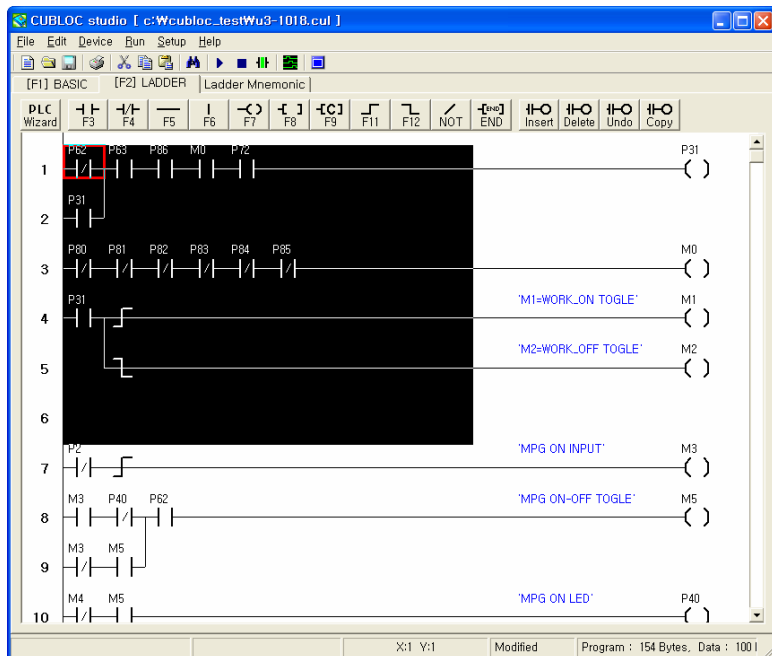 CUBLOC studio [ c:₩cubloc_test₩u3-1018.cul ]
File Edit Device Run Setup Help
[F1] BASIC [F2] LADDER Ladder Mnemonic
PLC Wizard F3 F4 F5 F6 F7 F8 [C] F9 F11 F12 NOT [END] END Insert Delete Undo Copy
P62 P63 P86 M0 P72 P31
1
P31
2
P80 P81 P82 P83 P84 P85 M0
3
P31 'M1=WORK_ON TOGLE' M1
4
'M2=WORK_OFF TOGLE' M2
5
6
P2 'MPG ON INPUT' M3
7
M3 P40 P62 'MPG ON-OFF TOGLE' M5
8
M3 M5
9
M4 M5 'MPG ON LED' P40
10
X:1 Y:1 Modified Program : 154 Bytes, Data : 100